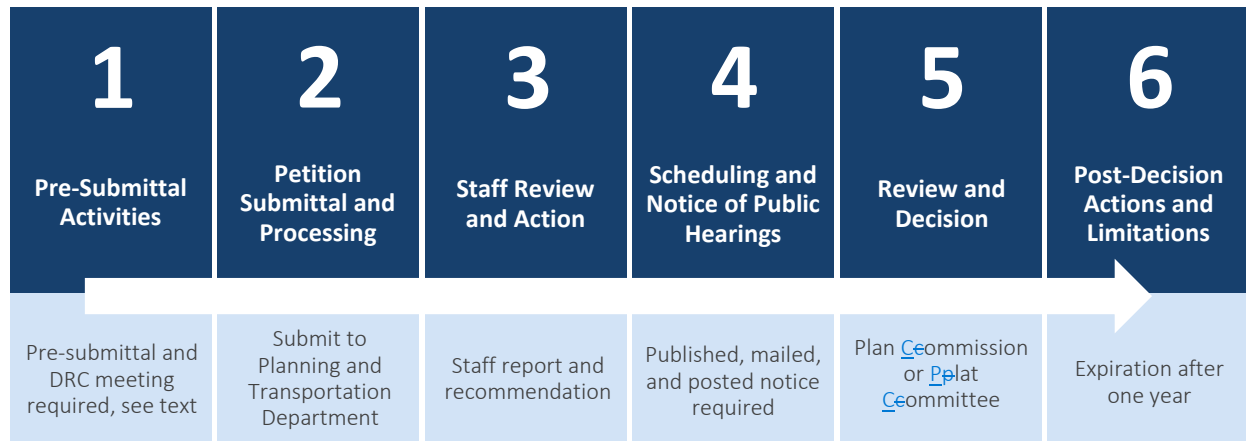 1
Pre-Submittal
Activities
Pre-submittal and
DRC meeting
required, see text
2
Petition
Submittal and
Processing
Submit to
Planning and
Transportation
Department
3
Staff Review
and Action
Staff report and
recommendation
4
Scheduling and
Notice of Public
Hearings
Published, mailed,
and posted notice
required
5
Review and
Decision
Plan Ccommission
or Pplat
Ccommittee
6
Post-Decision
Actions and
Limitations
Expiration after
one year